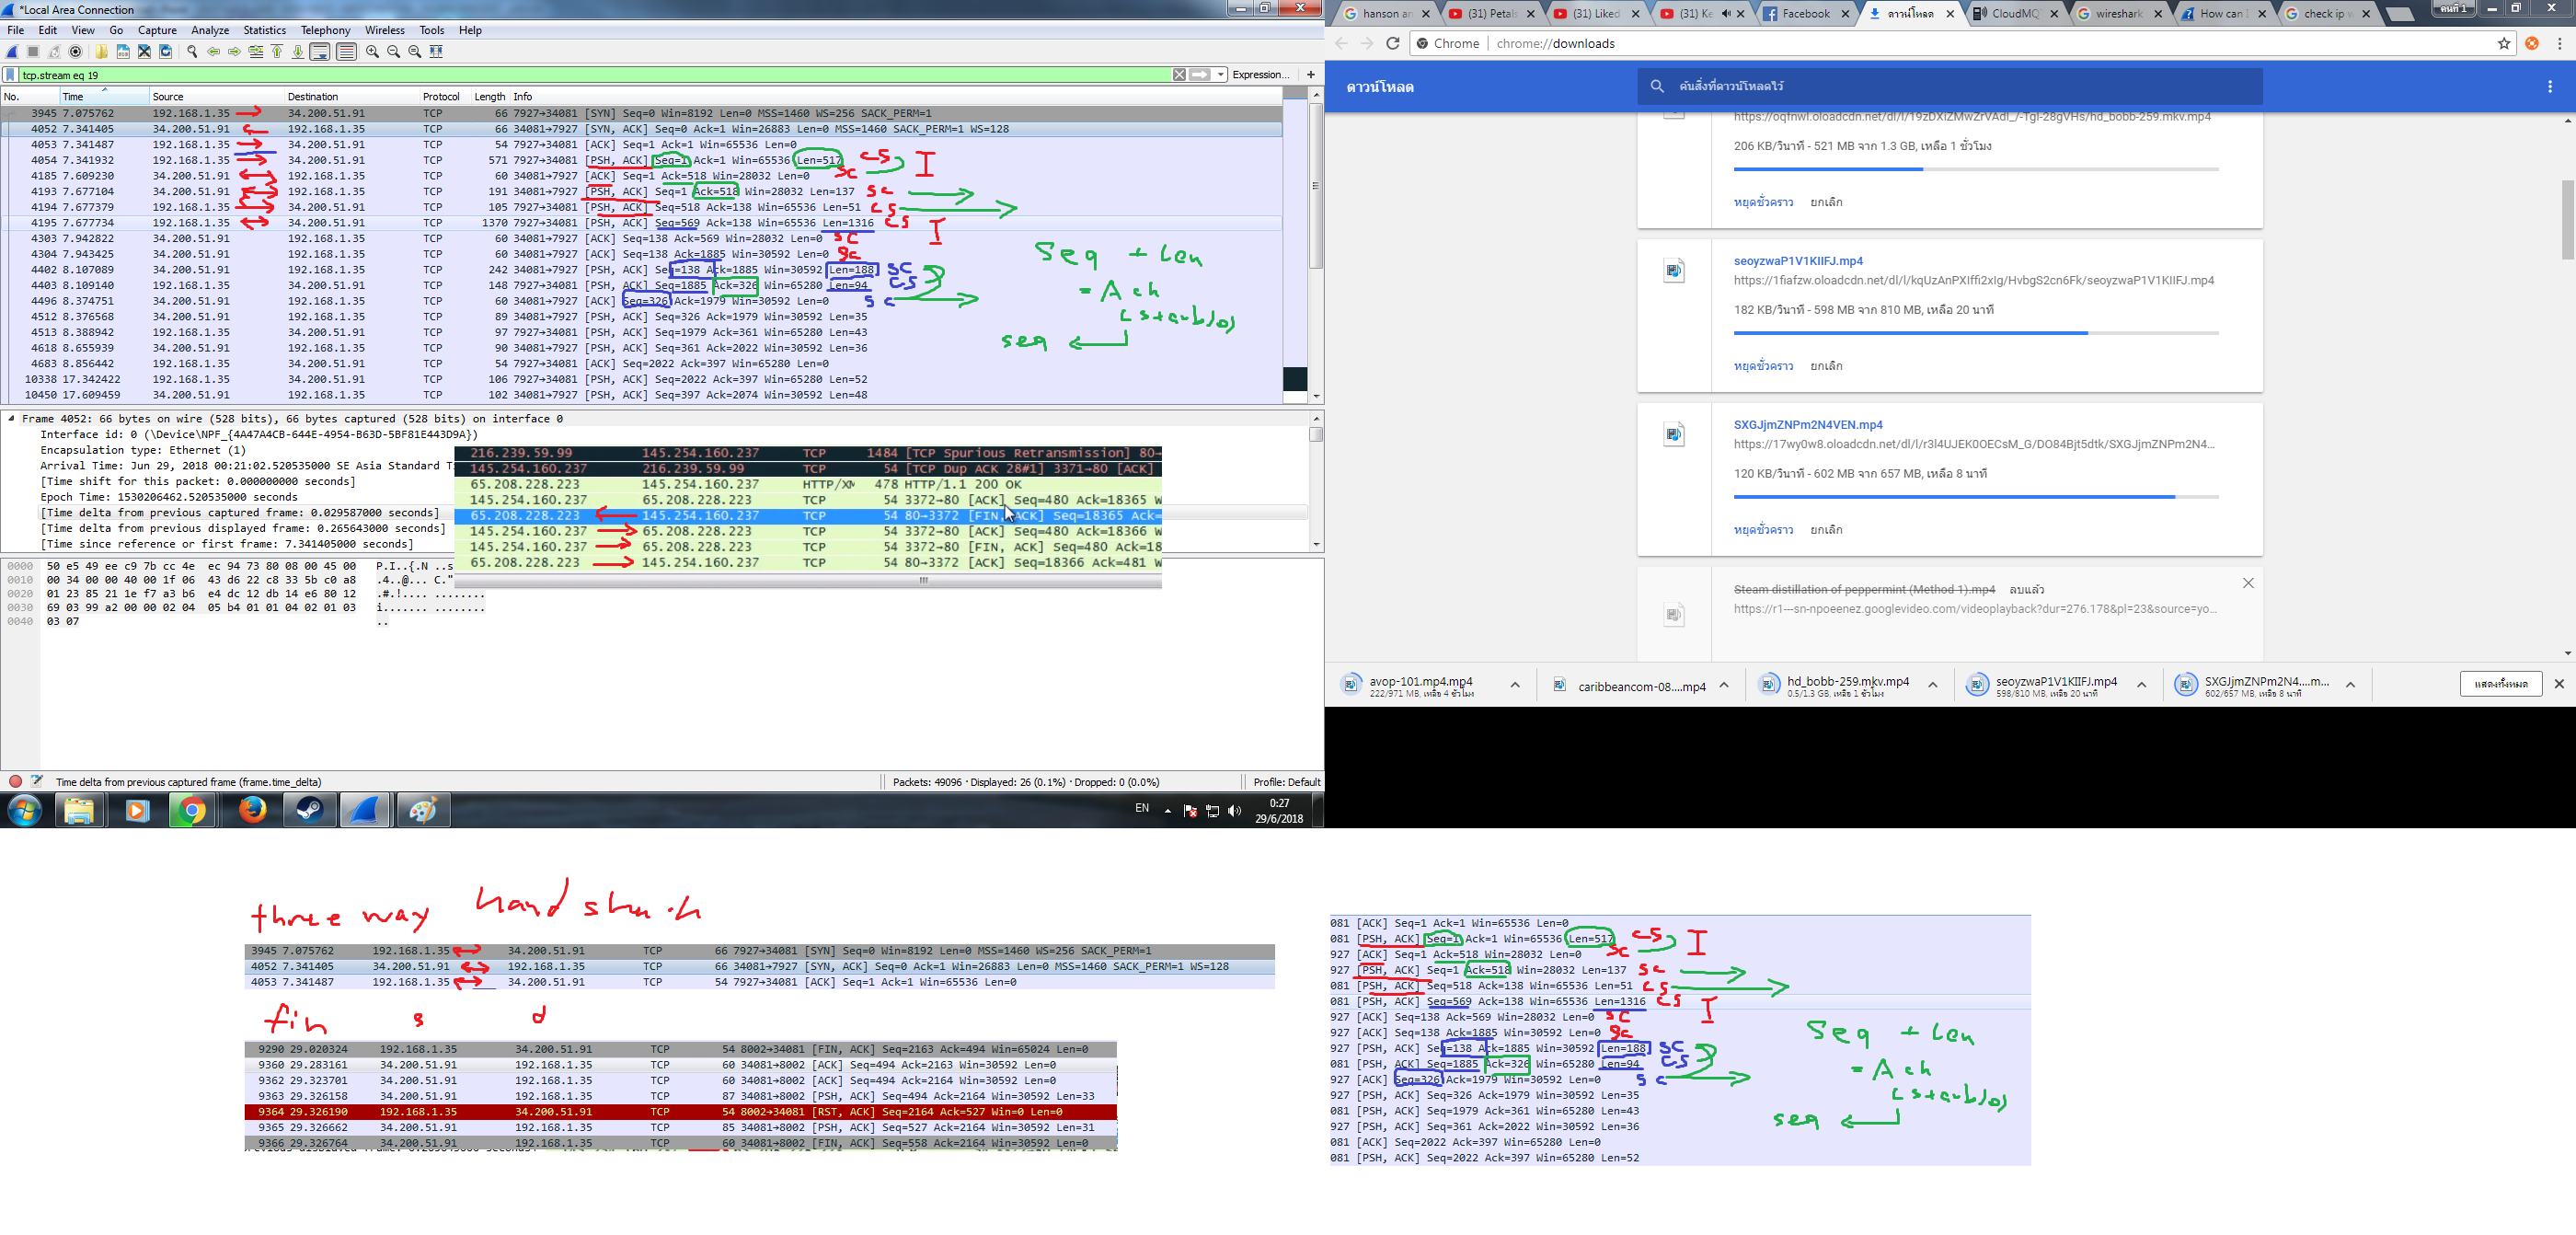 *Local Area Connection
File Edit View Go Capture Analyze Statistics Telephony Wireless Tools Help
tcp.stream eq 19
Expression... +
No. Time Source Destination Protocol Length Info
3945 7.075762 192.168.1.35 34.200.51.91 TCP 66 7927→34081 [SYN] Seq=0 Win=8192 Len=0 MSS=1460 WS=256 SACK_PERM=1
4052 7.341405 34.200.51.91 192.168.1.35 TCP 66 34081→7927 [SYN, ACK] Seq=0 Ack=1 Win=26883 Len=0 MSS=1460 SACK_PERM=1 WS=128
4053 7.341487 192.168.1.35 34.200.51.91 TCP 54 7927→34081 [ACK] Seq=1 Ack=1 Win=65536 Len=0
4054 7.341932 192.168.1.35 34.200.51.91 TCP 571 7927→34081 [PSH, ACK] Seq=1 Ack=1 Win=65536 Len=517 CS I
4185 7.609230 34.200.51.91 192.168.1.35 TCP 60 34081→7927 [ACK] Seq=1 Ack=518 Win=28032 Len=0 SC
4193 7.677104 34.200.51.91 192.168.1.35 TCP 191 34081→7927 [PSH, ACK] Seq=1 Ack=518 Win=28032 Len=137 sc
4194 7.677379 192.168.1.35 34.200.51.91 TCP 105 7927→34081 [PSH, ACK] Seq=518 Ack=138 Win=65536 Len=51 CS
4195 7.677734 192.168.1.35 34.200.51.91 TCP 1370 7927→34081 [PSH, ACK] Seq=569 Ack=138 Win=65536 Len=1316 CS I
4303 7.942822 34.200.51.91 192.168.1.35 TCP 60 34081→7927 [ACK] Seq=138 Ack=569 Win=28032 Len=0 SC
4304 7.943425 34.200.51.91 192.168.1.35 TCP 60 34081→7927 [ACK] Seq=138 Ack=1885 Win=30592 Len=0 SC
4402 8.107089 34.200.51.91 192.168.1.35 TCP 242 34081→7927 [PSH, ACK] Seq=138 Ack=1885 Win=30592 Len=188 SC
4403 8.109140 192.168.1.35 34.200.51.91 TCP 148 7927→34081 [PSH, ACK] Seq=1885 Ack=326 Win=65280 Len=94 CS
4496 8.374751 34.200.51.91 192.168.1.35 TCP 60 34081→7927 [ACK] Seq=326 Ack=1979 Win=30592 Len=0 SC
4512 8.376568 34.200.51.91 192.168.1.35 TCP 89 34081→7927 [PSH, ACK] Seq=326 Ack=1979 Win=30592 Len=35
4513 8.388942 192.168.1.35 34.200.51.91 TCP 97 7927→34081 [PSH, ACK] Seq=1979 Ack=361 Win=65280 Len=43
4618 8.655939 34.200.51.91 192.168.1.35 TCP 90 34081→7927 [PSH, ACK] Seq=361 Ack=2022 Win=30592 Len=36
4683 8.856442 192.168.1.35 34.200.51.91 TCP 54 7927→34081 [ACK] Seq=2022 Ack=397 Win=65280 Len=0
10338 17.342422 192.168.1.35 34.200.51.91 TCP 106 7927→34081 [PSH, ACK] Seq=2022 Ack=397 Win=65280 Len=52
10450 17.609459 34.200.51.91 192.168.1.35 TCP 102 34081→7927 [PSH, ACK] Seq=397 Ack=2074 Win=30592 Len=48
Seq + Len
= Ack
seq
Frame 4052: 66 bytes on wire (528 bits), 66 bytes captured (528 bits) on interface 0
Interface id: 0 (\Device\NPF_{4A47A4CB-644E-4954-B63D-5BF81E443D9A})
Encapsulation type: Ethernet (1)
Arrival Time: Jun 29, 2018 00:21:02.520535000 SE Asia Standard T
[Time shift for this packet: 0.000000000 seconds]
Epoch Time: 1530206462.520535000 seconds
[Time delta from previous captured frame: 0.029587000 seconds]
[Time delta from previous displayed frame: 0.265643000 seconds]
[Time since reference or first frame: 7.341405000 seconds]
216.239.59.99 145.254.160.237 TCP 1484 [TCP Spurious Retransmission] 80→
145.254.160.237 216.239.59.99 TCP 54 [TCP Dup ACK 28#1] 3371→80 [ACK]
65.208.228.223 145.254.160.237 HTTP/XM 478 HTTP/1.1 200 OK
145.254.160.237 65.208.228.223 TCP 54 3372→80 [ACK] Seq=480 Ack=18365 W
65.208.228.223 145.254.160.237 TCP 54 80→3372 [FIN, ACK] Seq=18365 Ack=
145.254.160.237 65.208.228.223 TCP 54 3372→80 [ACK] Seq=480 Ack=18366 W
145.254.160.237 65.208.228.223 TCP 54 3372→80 [FIN, ACK] Seq=480 Ack=18
65.208.228.223 145.254.160.237 TCP 54 80→3372 [ACK] Seq=18366 Ack=481 W
0000 50 e5 49 ee c9 7b cc 4e ec 94 73 80 08 00 45 00 P.I..{.N ..s
0010 00 34 00 00 40 00 1f 06 43 d6 22 c8 33 5b c0 a8 .4..@... C."
0020 01 23 85 21 1e f7 a3 b6 e4 dc 12 db 14 e6 80 12 .#.!.... ........
0030 69 03 99 a2 00 00 02 04 05 b4 01 01 04 02 01 03 i....... ........
0040 03 07 ..
Time delta from previous captured frame (frame.time_delta)
Packets: 49096 · Displayed: 26 (0.1%) · Dropped: 0 (0.0%)
Profile: Default
EN
0:27
29/6/2018
hanson an
(31) Petals
(31) Liked
(31) Ke
Facebook
ดาวน์โหลด
CloudMQ
wireshark
How can
check ip w
คนที่ 1
Chrome chrome://downloads
ดาวน์โหลด
ค้นสิ่งที่ดาวน์โหลดไว้
https://oqfnwl.oloadcdn.net/dl/l/19zDXiZMwZrVAdl_/-Tgl-28gVHs/hd_bobb-259.mkv.mp4
206 KB/วินาที - 521 MB จาก 1.3 GB, เหลือ 1 ชั่วโมง
หยุดชั่วคราว ยกเลิก
seoyzwaP1V1KIIFJ.mp4
https://1fiafzw.oloadcdn.net/dl/l/kqUzAnPXIffi2xIg/HvbgS2cn6Fk/seoyzwaP1V1KIIFJ.mp4
182 KB/วินาที - 598 MB จาก 810 MB, เหลือ 20 นาที
หยุดชั่วคราว ยกเลิก
SXGJjmZNPm2N4VEN.mp4
https://17wy0w8.oloadcdn.net/dl/l/r3l4UJEK0OECsM_G/DO84Bjt5dtk/SXGJjmZNPm2N4...
120 KB/วินาที - 602 MB จาก 657 MB, เหลือ 8 นาที
หยุดชั่วคราว ยกเลิก
Steam distillation of peppermint (Method 1).mp4 ลบแล้ว
https://r1---sn-npoeenez.googlevideo.com/videoplayback?dur=276.178&pl=23&source=yo...
avop-101.mp4.mp4
222/971 MB, เหลือ 4 ชั่วโมง
caribbeancom-08....mp4
hd_bobb-259.mkv.mp4
0.5/1.3 GB, เหลือ 1 ชั่วโมง
seoyzwaP1V1KIIFJ.mp4
598/810 MB, เหลือ 20 นาที
SXGJjmZNPm2N4....m...
602/657 MB, เหลือ 8 นาที
แสดงทั้งหมด
three way
3945 7.075762 192.168.1.35 34.200.51.91 TCP 66 7927→34081 [SYN] Seq=0 Win=8192 Len=0 MSS=1460 WS=256 SACK_PERM=1
4052 7.341405 34.200.51.91 192.168.1.35 TCP 66 34081→7927 [SYN, ACK] Seq=0 Ack=1 Win=26883 Len=0 MSS=1460 SACK_PERM=1 WS=128
4053 7.341487 192.168.1.35 34.200.51.91 TCP 54 7927→34081 [ACK] Seq=1 Ack=1 Win=65536 Len=0
fin s d
9290 29.020324 192.168.1.35 34.200.51.91 TCP 54 8002→34081 [FIN, ACK] Seq=2163 Ack=494 Win=65024 Len=0
9360 29.283161 34.200.51.91 192.168.1.35 TCP 60 34081→8002 [ACK] Seq=494 Ack=2163 Win=30592 Len=0
9362 29.323701 34.200.51.91 192.168.1.35 TCP 60 34081→8002 [ACK] Seq=494 Ack=2164 Win=30592 Len=0
9363 29.326158 34.200.51.91 192.168.1.35 TCP 87 34081→8002 [PSH, ACK] Seq=494 Ack=2164 Win=30592 Len=33
9364 29.326190 192.168.1.35 34.200.51.91 TCP 54 8002→34081 [RST, ACK] Seq=2164 Ack=527 Win=0 Len=0
9365 29.326662 34.200.51.91 192.168.1.35 TCP 85 34081→8002 [PSH, ACK] Seq=527 Ack=2164 Win=30592 Len=31
9366 29.326764 34.200.51.91 192.168.1.35 TCP 60 34081→8002 [FIN, ACK] Seq=558 Ack=2164 Win=30592 Len=0
081 [ACK] Seq=1 Ack=1 Win=65536 Len=0
081 [PSH, ACK] Seq=1 Ack=1 Win=65536 Len=517 CS I
927 [ACK] Seq=1 Ack=518 Win=28032 Len=0 SC
927 [PSH, ACK] Seq=1 Ack=518 Win=28032 Len=137 sc
081 [PSH, ACK] Seq=518 Ack=138 Win=65536 Len=51 CS
081 [PSH, ACK] Seq=569 Ack=138 Win=65536 Len=1316 CS I
927 [ACK] Seq=138 Ack=569 Win=28032 Len=0 SC
927 [ACK] Seq=138 Ack=1885 Win=30592 Len=0 SC
927 [PSH, ACK] Seq=138 Ack=1885 Win=30592 Len=188 SC
081 [PSH, ACK] Seq=1885 Ack=326 Win=65280 Len=94 CS
927 [ACK] Seq=326 Ack=1979 Win=30592 Len=0 SC
927 [PSH, ACK] Seq=326 Ack=1979 Win=30592 Len=35
081 [PSH, ACK] Seq=1979 Ack=361 Win=65280 Len=43
927 [PSH, ACK] Seq=361 Ack=2022 Win=30592 Len=36
081 [ACK] Seq=2022 Ack=397 Win=65280 Len=0
081 [PSH, ACK] Seq=2022 Ack=397 Win=65280 Len=52
Seq + Len
= Ack
seq